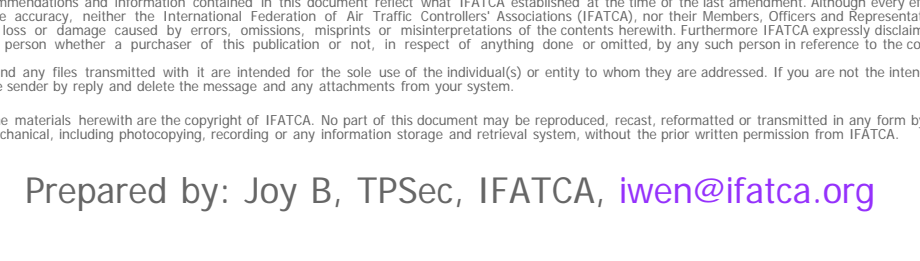 mmendations and information contained in this document reflect what IFATCA established at the time of the last amendment. Although every
e accuracy, neither the International Federation of Air Traffic Controllers' Associations (IFATCA), nor their Members, Officers and Representa
loss or damage caused by errors, omissions, misprints or misinterpretations of the contents herewith. Furthermore IFATCA expressly disclaim
person whether a purchaser of this publication or not, in respect of anything done or omitted, by any such person in reference to the co
nd any files transmitted with it are intended for the sole use of the individual(s) or entity to whom they are addressed. If you are not the inten
e sender by reply and delete the message and any attachments from your system.
e materials herewith are the copyright of IFATCA. No part of this document may be reproduced, recast, reformatted or transmitted in any form by
chanical, including photocopying, recording or any information storage and retrieval system, without the prior written permission from IFATCA.
Prepared by: Joy B, TPSec, IFATCA, iwen@ifatca.org